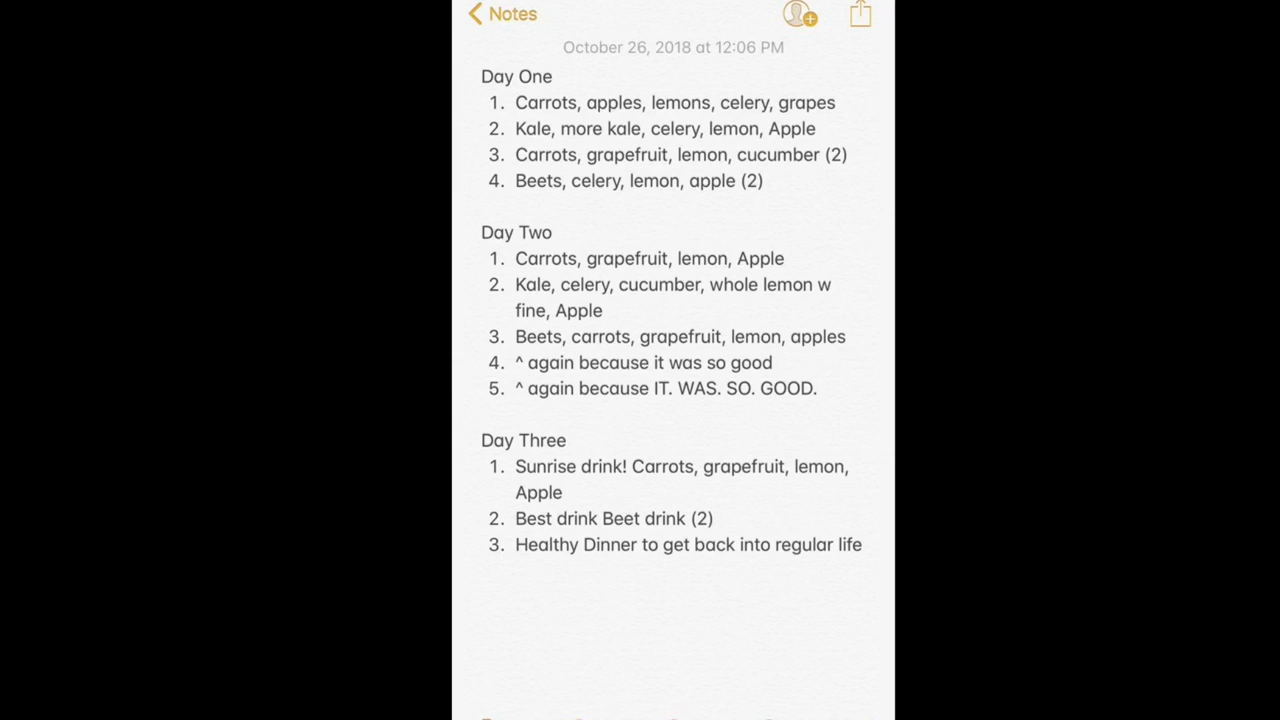 Notes
October 26, 2018 at 12:06 PM
Day One
1. Carrots, apples, lemons, celery, grapes
2. Kale, more kale, celery, lemon, Apple
3. Carrots, grapefruit, lemon, cucumber (2)
4. Beets, celery, lemon, apple (2)
Day Two
1. Carrots, grapefruit, lemon, Apple
2. Kale, celery, cucumber, whole lemon w
fine, Apple
3. Beets, carrots, grapefruit, lemon, apples
4. ^ again because it was so good
5. ^ again because IT. WAS. SO. GOOD.
Day Three
1. Sunrise drink! Carrots, grapefruit, lemon,
Apple
2. Best drink Beet drink (2)
3. Healthy Dinner to get back into regular life